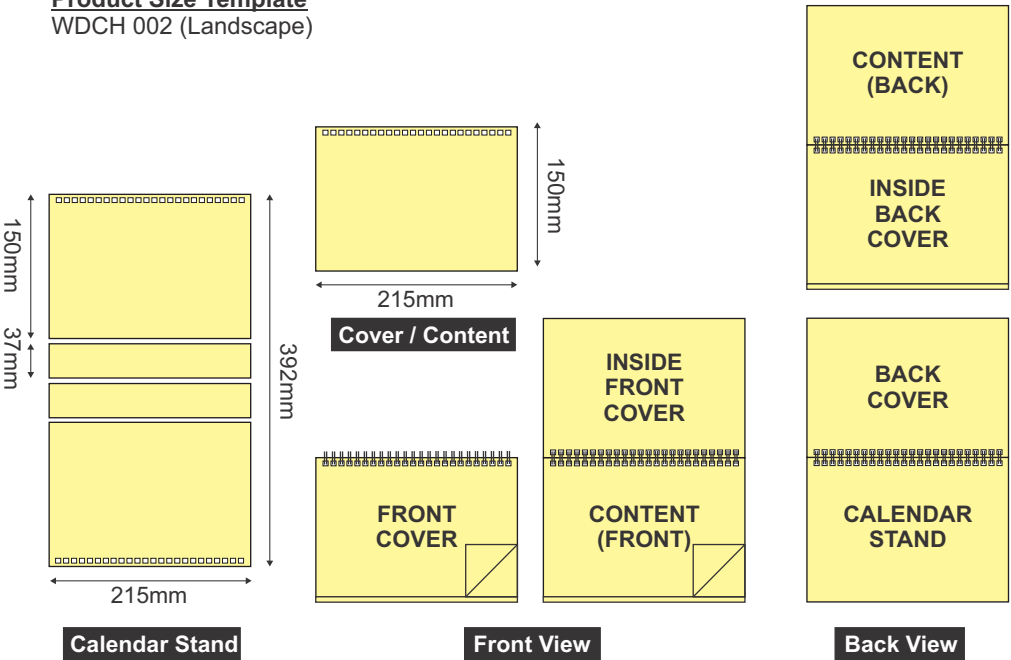 Product Size Template
WDCH 002 (Landscape)
CONTENT
(BACK)
INSIDE
BACK
COVER
150mm
215mm
Cover / Content
150mm
37mm
392mm
215mm
Calendar Stand
INSIDE
FRONT
COVER
FRONT
COVER
CONTENT
(FRONT)
Front View
BACK
COVER
CALENDAR
STAND
Back View